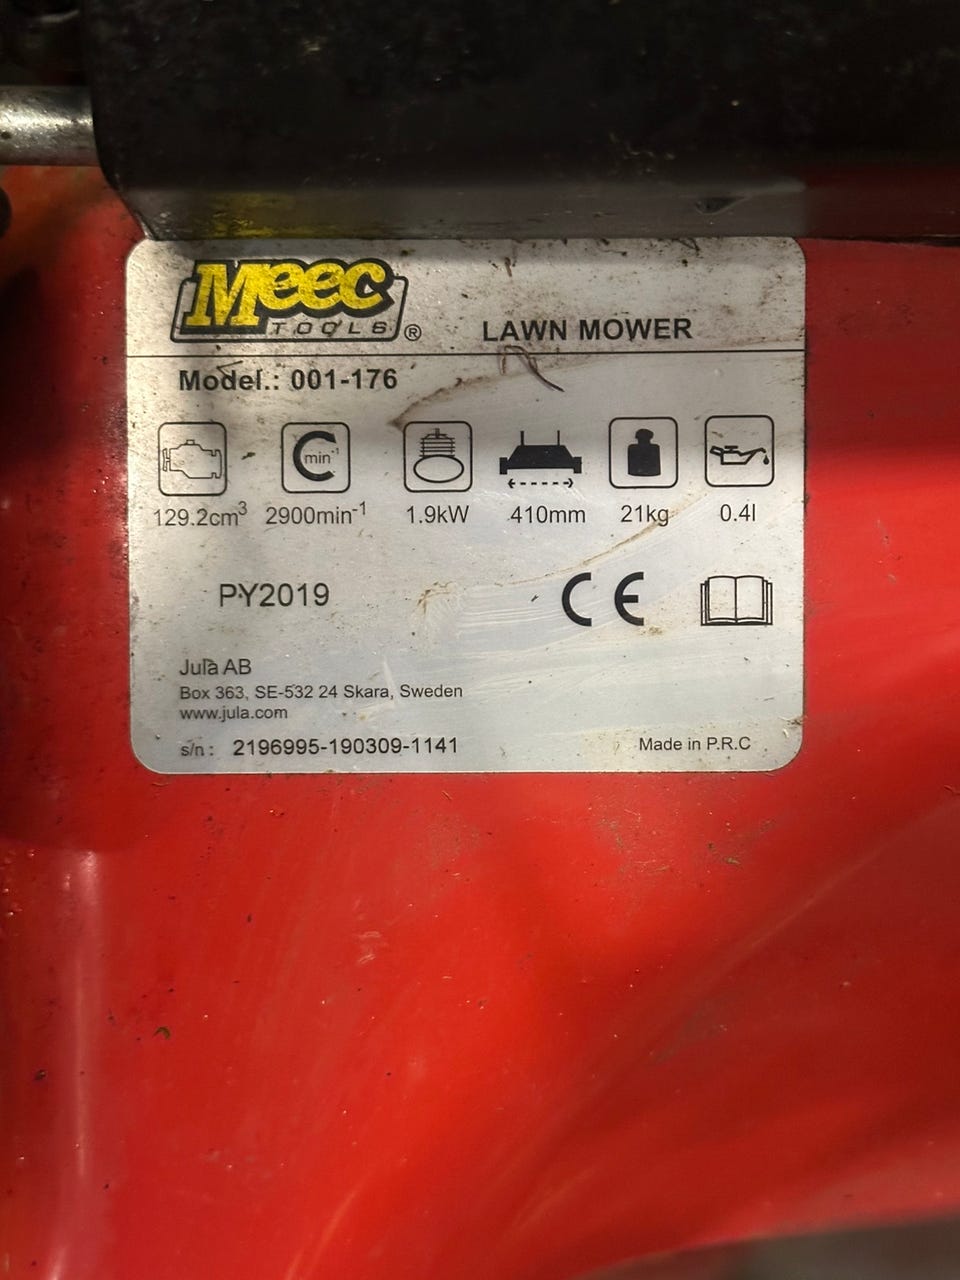 Meec
TOOLS®
LAWN MOWER
Model.: 001-176
min⁻¹
129.2cm³ 2900min⁻¹ 1.9kW 410mm 21kg 0.4l
PY2019 CE
Jula AB
Box 363, SE-532 24 Skara, Sweden
www.jula.com
s/n : 2196995-190309-1141 Made in P.R.C